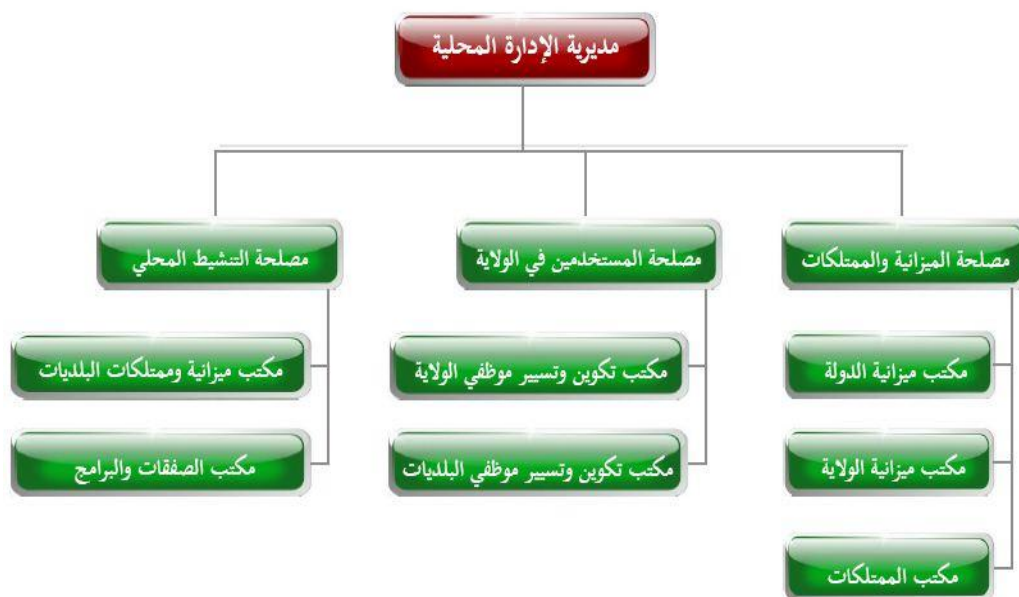 مديرية الإدارة المحلية
مصلحة الميزانية والممتلكات
مصلحة المستخدمين في الولاية
مصلحة التنشيط المحلي
مكتب ميزانية الدولة
مكتب تكوين وتسيير موظفي الولاية
مكتب ميزانية وممتلكات البلديات
مكتب ميزانية الولاية
مكتب تكوين وتسيير موظفي البلديات
مكتب الصفقات والبرامج
مكتب الممتلكات